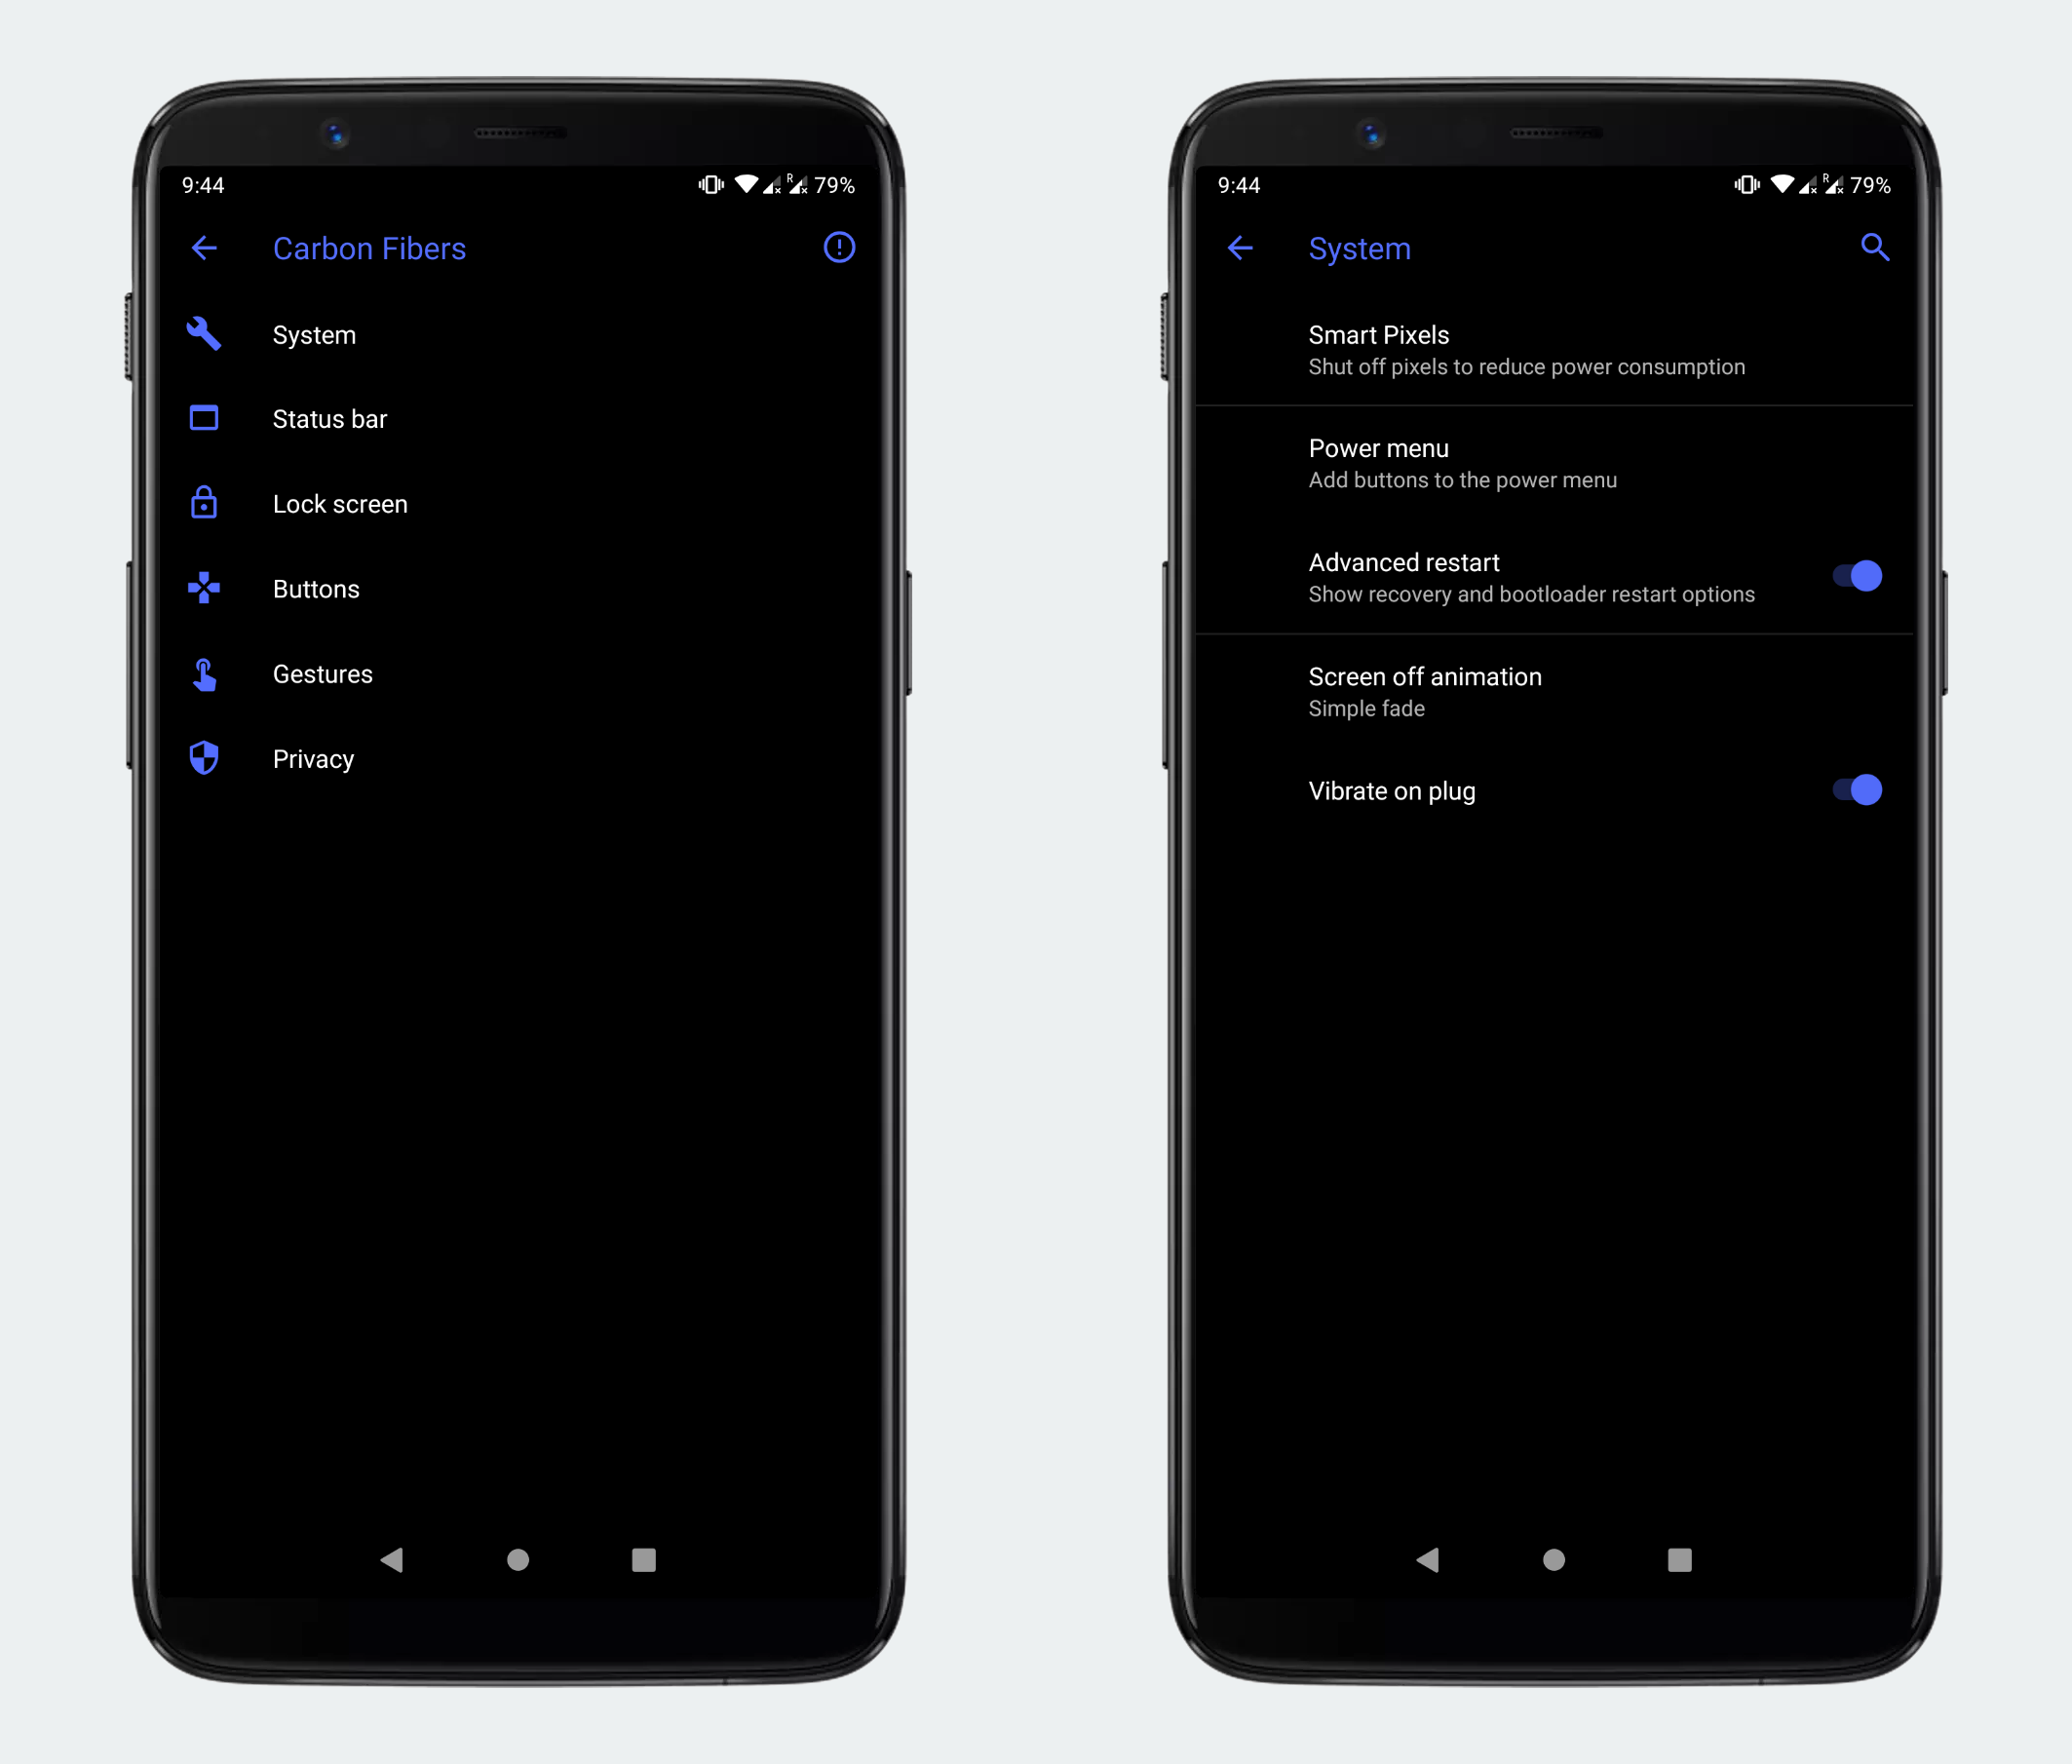 9:44
R
79%
Carbon Fibers
System
Status bar
Lock screen
Buttons
Gestures
Privacy
9:44
R
79%
System
Smart Pixels
Shut off pixels to reduce power consumption
Power menu
Add buttons to the power menu
Advanced restart
Show recovery and bootloader restart options
Screen off animation
Simple fade
Vibrate on plug